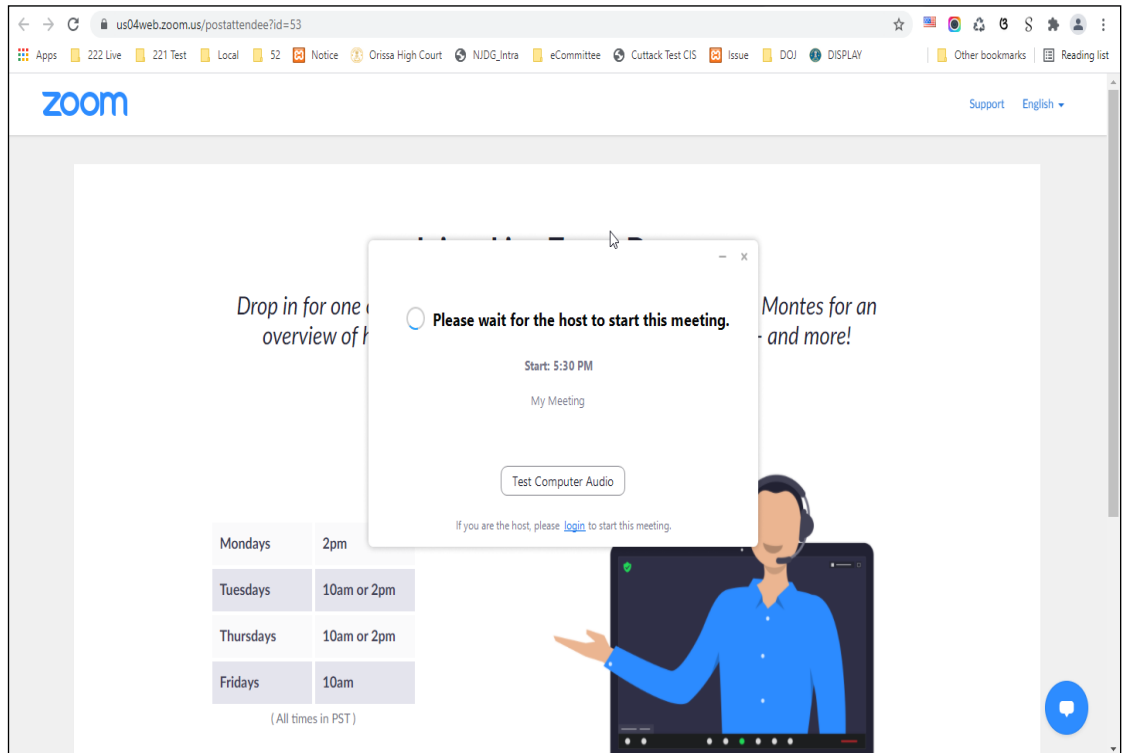 us04web.zoom.us/postattendee?id=53
Apps 222 Live 221 Test Local 52 Notice Orissa High Court NJDG_Intra eCommittee Cuttack Test CIS Issue DOJ DISPLAY Other bookmarks Reading list
zoom Support English
Drop in for one Montes for an
overview of and more!
Please wait for the host to start this meeting.
Start: 5:30 PM
My Meeting
Test Computer Audio
If you are the host, please login to start this meeting.
Mondays 2pm
Tuesdays 10am or 2pm
Thursdays 10am or 2pm
Fridays 10am
( All times in PST )